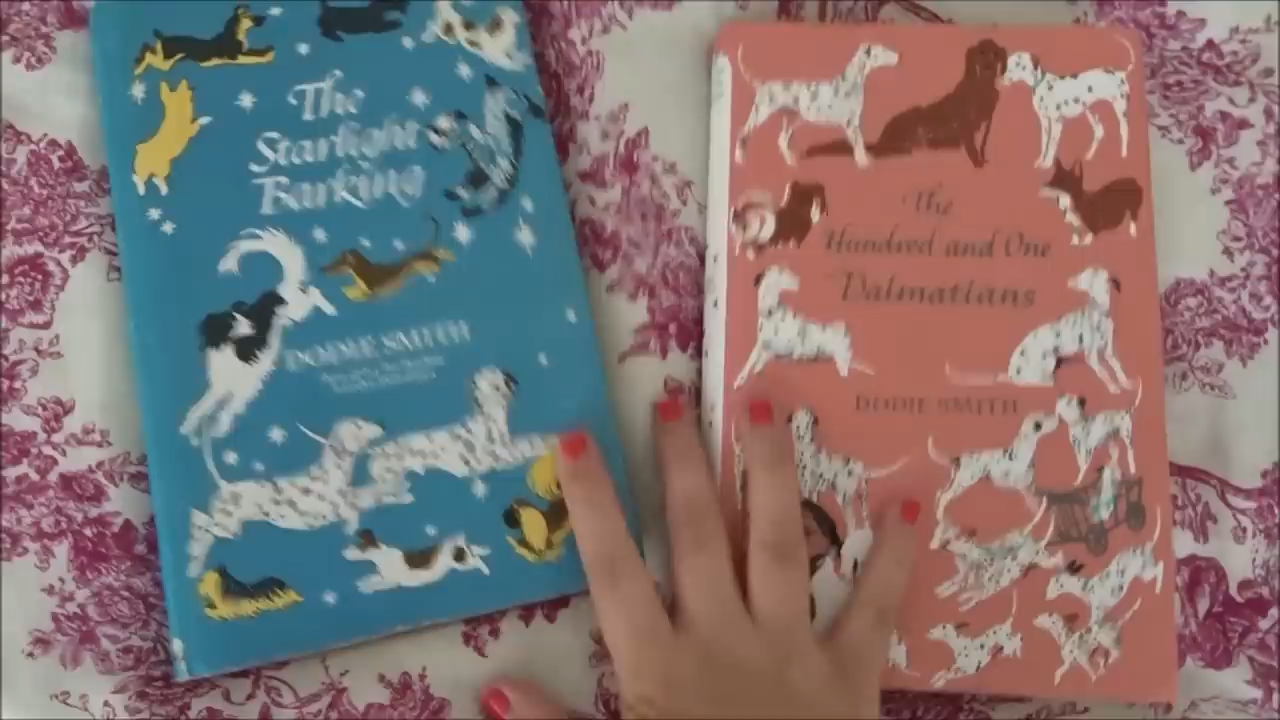 The
Starlight
Barking
DODIE SMITH
The
Hundred and One
Dalmatians
DODIE SMITH